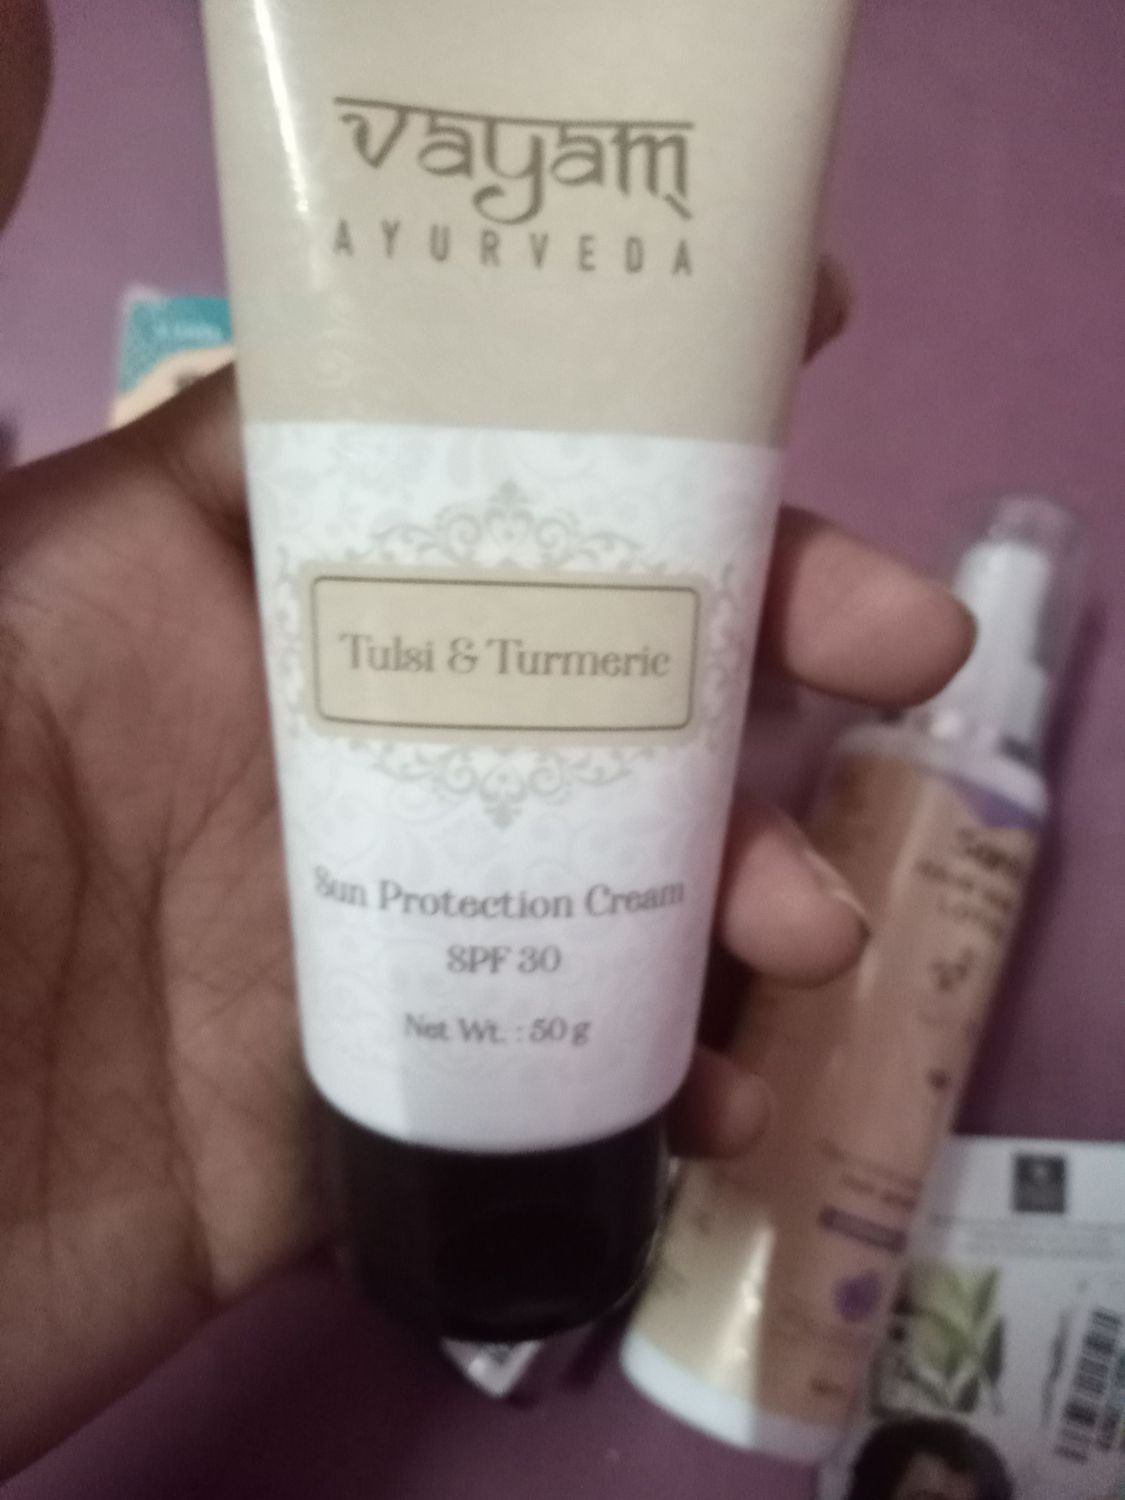 vayam
AYURVEDA
Tulsi & Turmeric
Sun Protection Cream
SPF 30
Net Wt. : 50 g